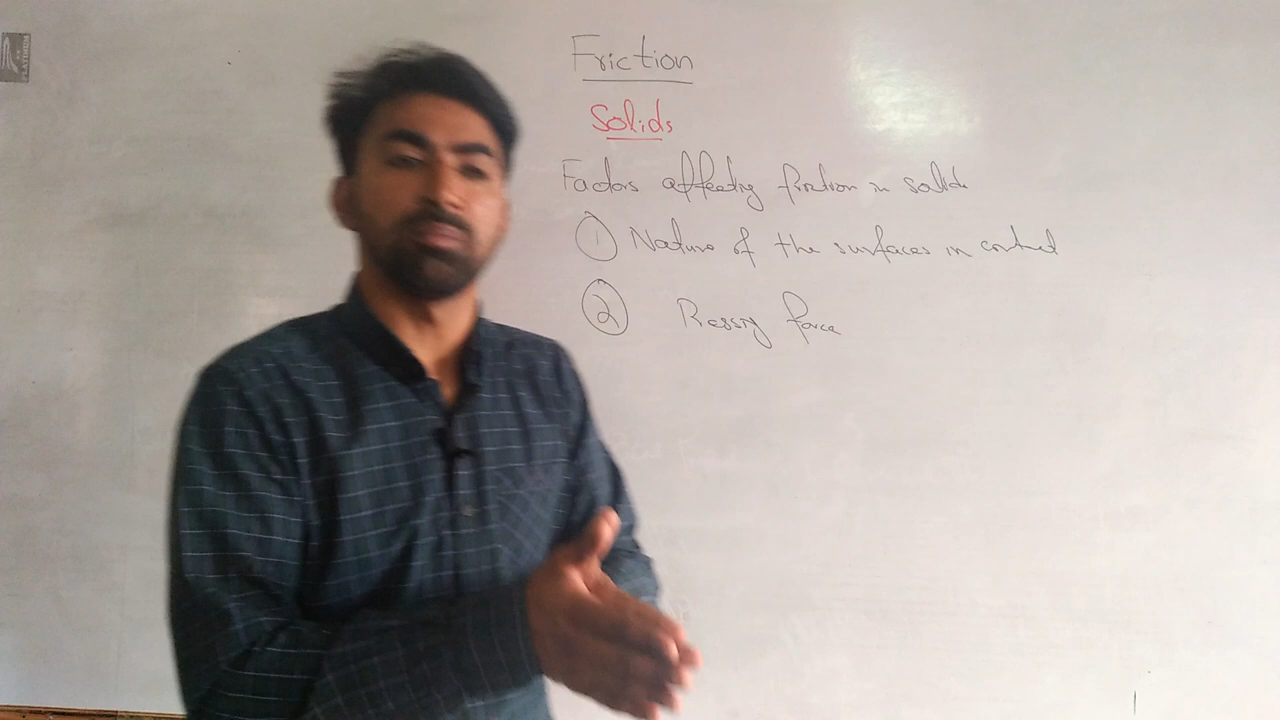 Friction
Solids
Factors affecting friction in solids
① Nature of the surfaces in contact
② Pressing force